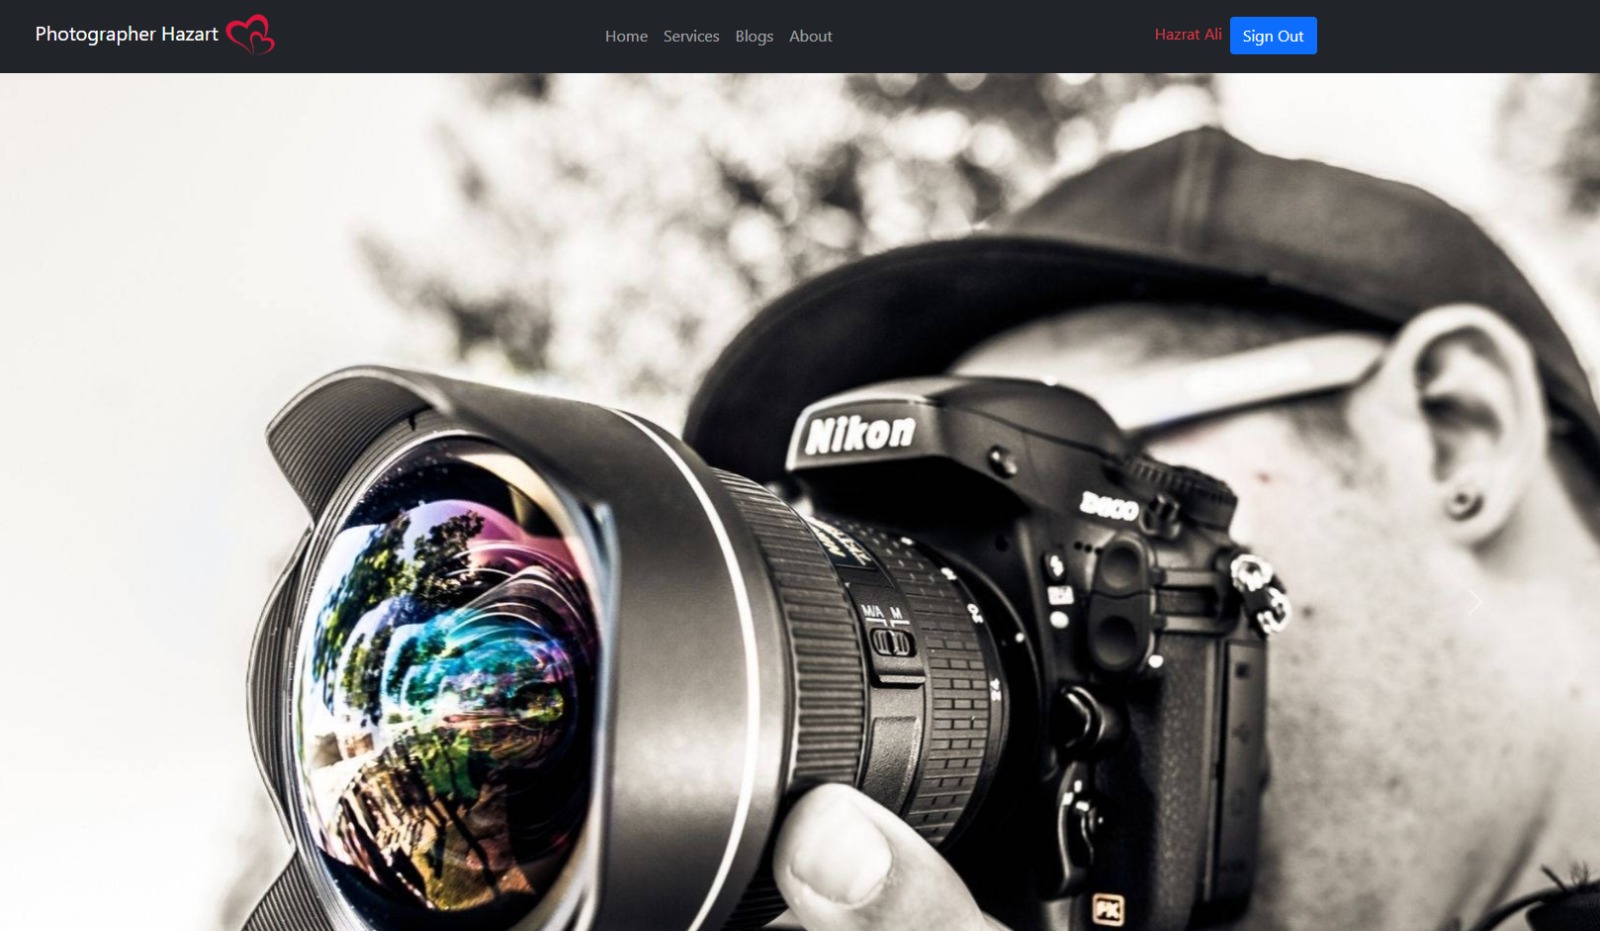 Photographer Hazart
Home Services Blogs About
Hazrat Ali Sign Out
Nikon
D800
M/A M
FX